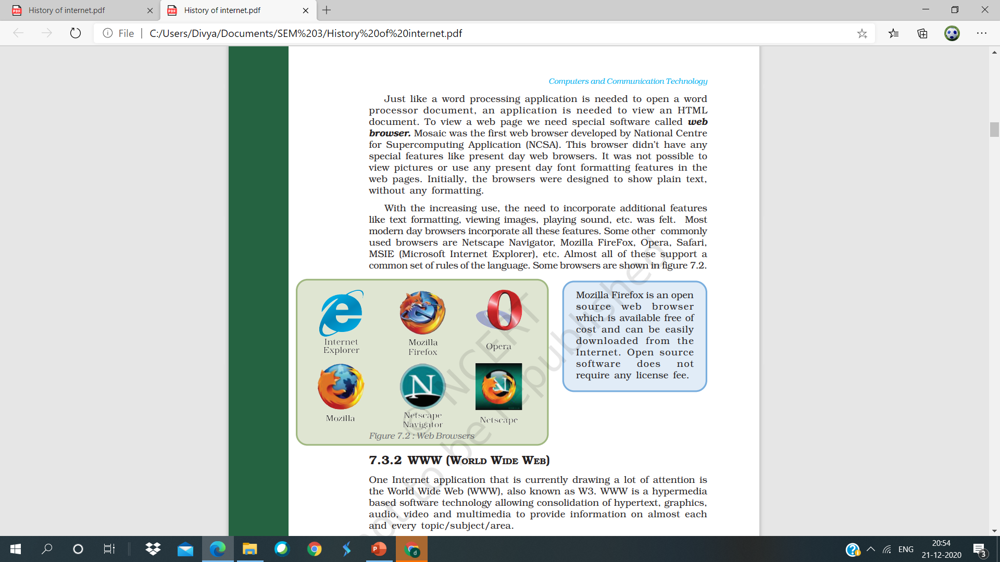 History of internet.pdf
History of internet.pdf
File
C:/Users/Divya/Documents/SEM%203/History%20of%20internet.pdf
Computers and Communication Technology
Just like a word processing application is needed to open a word
processor document, an application is needed to view an HTML
document. To view a web page we need special software called web
browser. Mosaic was the first web browser developed by National Centre
for Supercomputing Application (NCSA). This browser didn't have any
special features like present day web browsers. It was not possible to
view pictures or use any present day font formatting features in the
web pages. Initially, the browsers were designed to show plain text,
without any formatting.
With the increasing use, the need to incorporate additional features
like text formatting, viewing images, playing sound, etc. was felt. Most
modern day browsers incorporate all these features. Some other commonly
used browsers are Netscape Navigator, Mozilla FireFox, Opera, Safari,
MSIE (Microsoft Internet Explorer), etc. Almost all of these support a
common set of rules of the language. Some browsers are shown in figure 7.2.
Internet
Explorer
Mozilla
Firefox
Opera
Mozilla
Netscape
Navigator
Netscape
Figure 7.2 : Web Browsers
Mozilla Firefox is an open
source web browser
which is available free of
cost and can be easily
downloaded from the
Internet. Open source
software does not
require any license fee.
© NCERT
not to be republished
7.3.2 WWW (World Wide Web)
One Internet application that is currently drawing a lot of attention is
the World Wide Web (WWW), also known as W3. WWW is a hypermedia
based software technology allowing consolidation of hypertext, graphics,
audio, video and multimedia to provide information on almost each
and every topic/subject/area.
ENG
20:54
21-12-2020
3